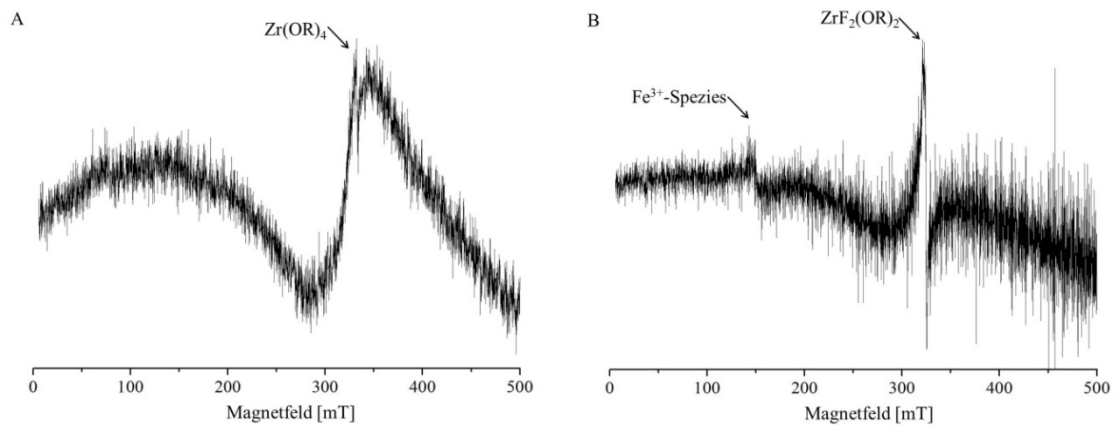 A
Zr(OR)₄
0
100
200
300
400
500
Magnetfeld [mT]
B
ZrF₂(OR)₂
Fe³⁺-Spezies
0
100
200
300
400
500
Magnetfeld [mT]